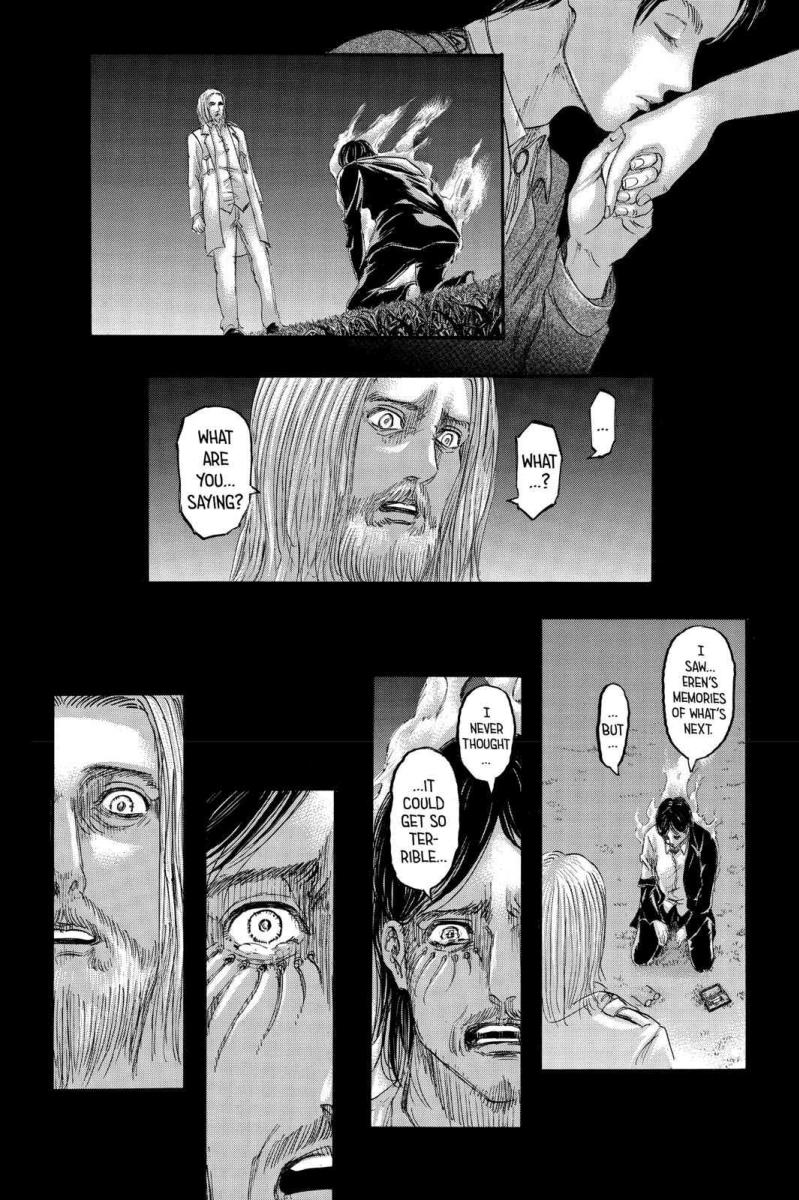 ...
WHAT
...?
WHAT
ARE
YOU...
SAYING?
I
SAW...
EREN'S
MEMORIES
OF WHAT'S
NEXT.
...
BUT
...
I
NEVER
THOUGHT
...
...IT
COULD
GET SO
TER-
RIBLE...